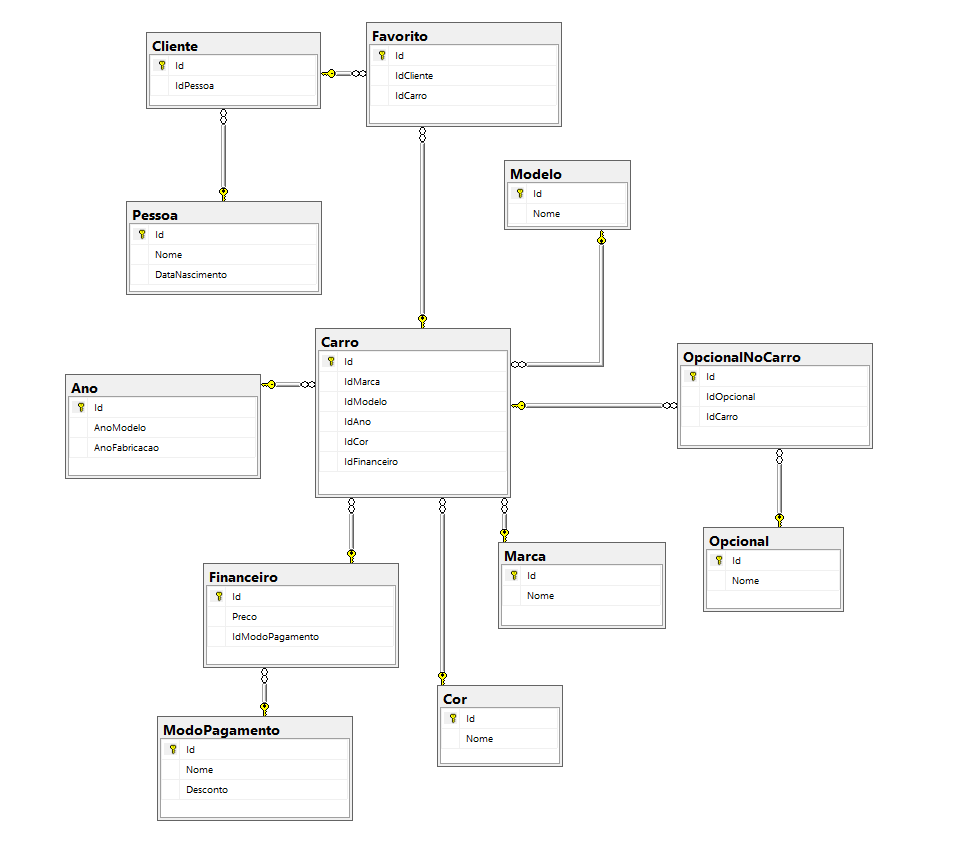 Cliente
Id
IdPessoa
Favorito
Id
IdCliente
IdCarro
Modelo
Id
Nome
Pessoa
Id
Nome
DataNascimento
Carro
Id
IdMarca
IdModelo
IdAno
IdCor
IdFinanceiro
OpcionalNoCarro
Id
IdOpcional
IdCarro
Ano
Id
AnoModelo
AnoFabricacao
Opcional
Id
Nome
Marca
Id
Nome
Financeiro
Id
Preco
IdModoPagamento
Cor
Id
Nome
ModoPagamento
Id
Nome
Desconto